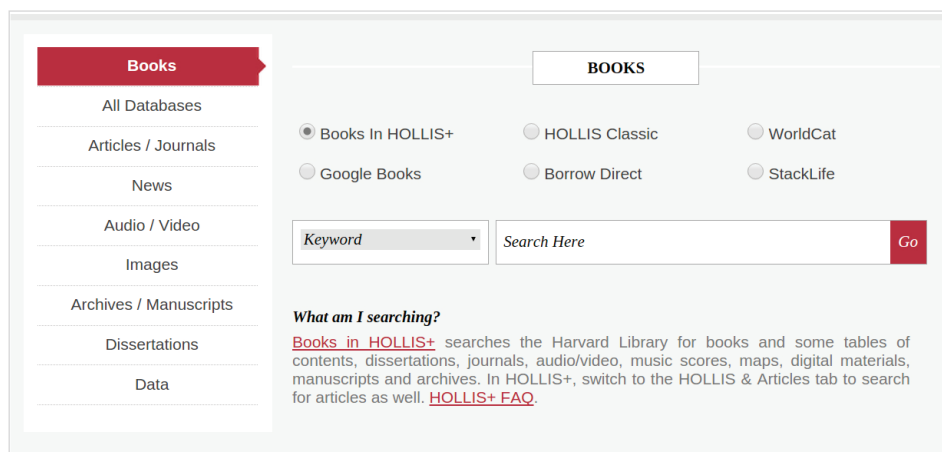 Books
All Databases
Articles / Journals
News
Audio / Video
Images
Archives / Manuscripts
Dissertations
Data
BOOKS
Books In HOLLIS+
HOLLIS Classic
WorldCat
Google Books
Borrow Direct
StackLife
Keyword
Search Here
Go
What am I searching?
Books in HOLLIS+ searches the Harvard Library for books and some tables of
contents, dissertations, journals, audio/video, music scores, maps, digital materials,
manuscripts and archives. In HOLLIS+, switch to the HOLLIS & Articles tab to search
for articles as well. HOLLIS+ FAQ.